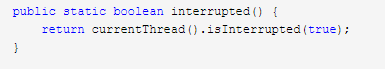 public static boolean interrupted() {
    return currentThread().isInterrupted(true);
}